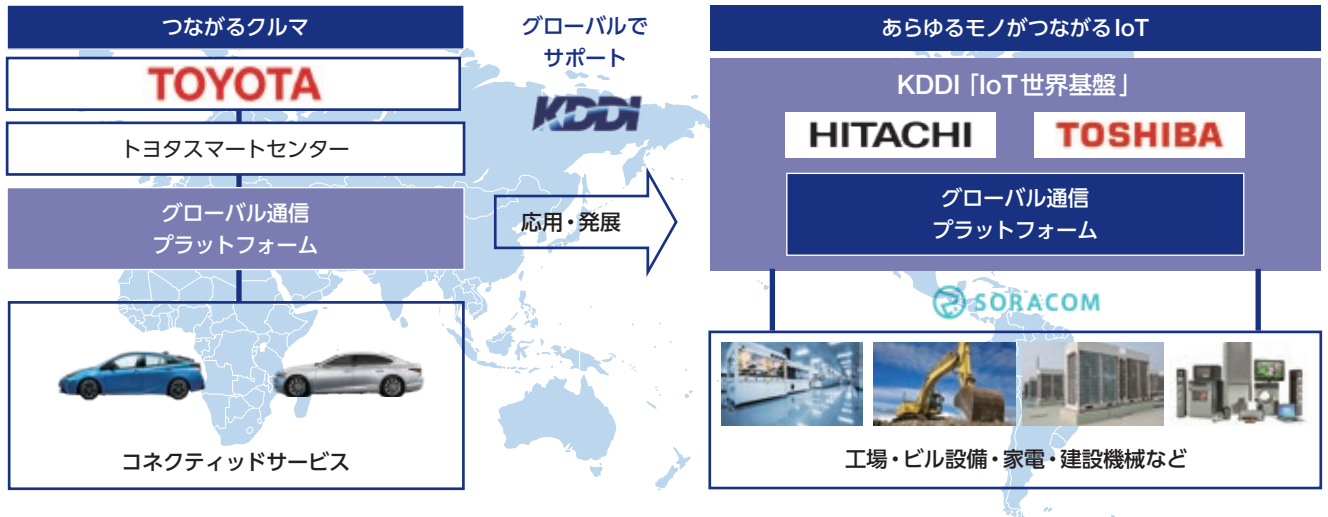 つながるクルマ
TOYOTA
トヨタスマートセンター
グローバル通信
プラットフォーム
コネクティッドサービス
グローバルで
サポート
KDDI
応用・発展
あらゆるモノがつながるIoT
KDDI「IoT世界基盤」
HITACHI
TOSHIBA
グローバル通信
プラットフォーム
SORACOM
工場・ビル設備・家電・建設機械など